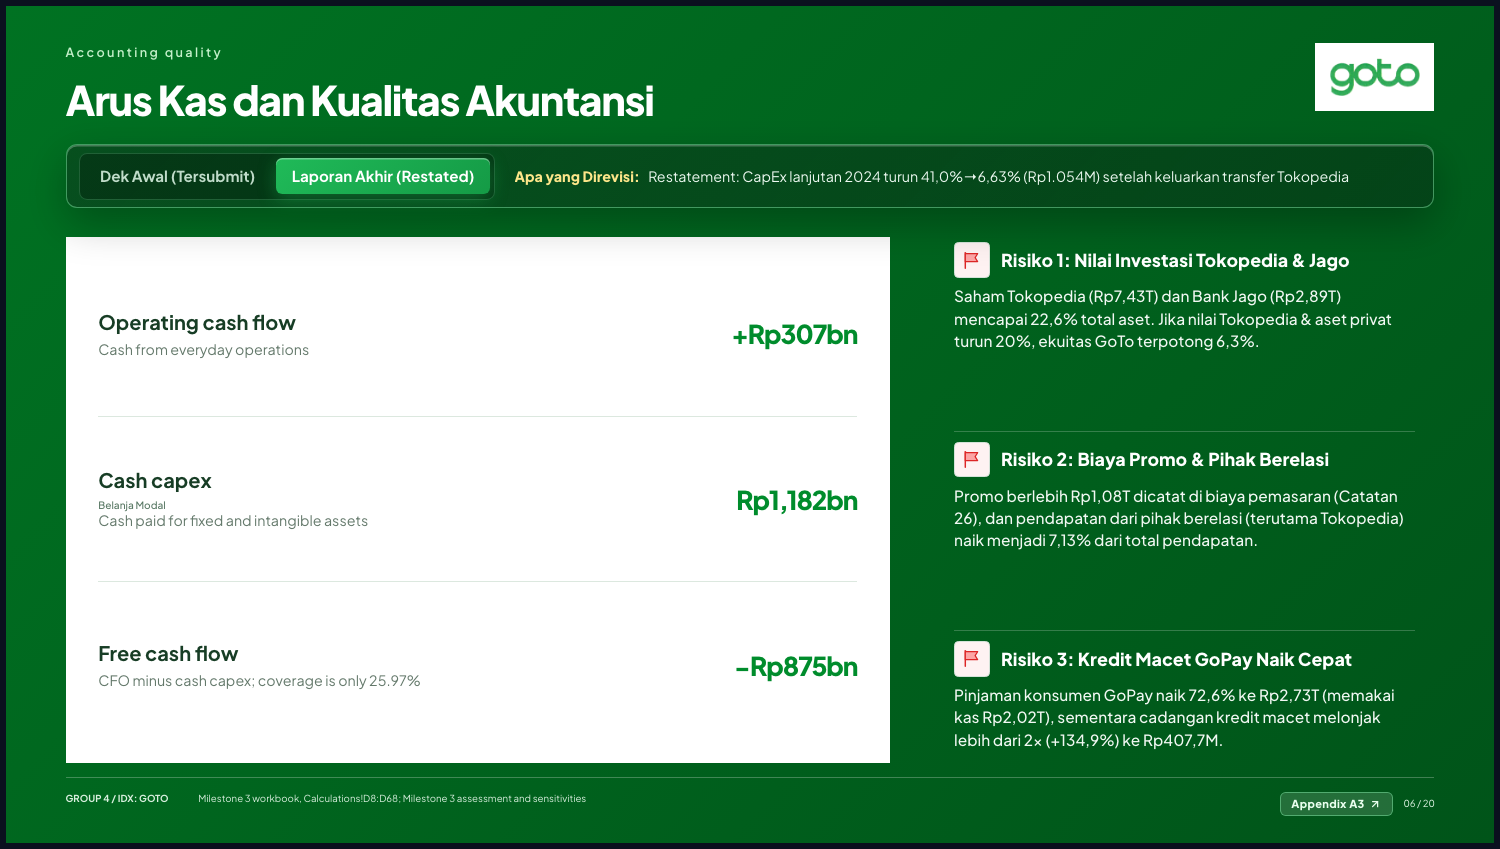 Accounting quality
Arus Kas dan Kualitas Akuntansi
goto
Dek Awal (Tersubmit)
Laporan Akhir (Restated)
Apa yang Direvisi: Restatement: CapEx lanjutan 2024 turun 41,0%→6,63% (Rp1.054M) setelah keluarkan transfer Tokopedia
Operating cash flow
Cash from everyday operations
+Rp307bn
Cash capex
Belanja Modal
Cash paid for fixed and intangible assets
Rp1,182bn
Free cash flow
CFO minus cash capex; coverage is only 25.97%
−Rp875bn
Risiko 1: Nilai Investasi Tokopedia & Jago
Saham Tokopedia (Rp7,43T) dan Bank Jago (Rp2,89T)
mencapai 22,6% total aset. Jika nilai Tokopedia & aset privat
turun 20%, ekuitas GoTo terpotong 6,3%.
Risiko 2: Biaya Promo & Pihak Berelasi
Promo berlebih Rp1,08T dicatat di biaya pemasaran (Catatan
26), dan pendapatan dari pihak berelasi (terutama Tokopedia)
naik menjadi 7,13% dari total pendapatan.
Risiko 3: Kredit Macet GoPay Naik Cepat
Pinjaman konsumen GoPay naik 72,6% ke Rp2,73T (memakai
kas Rp2,02T), sementara cadangan kredit macet melonjak
lebih dari 2× (+134,9%) ke Rp407,7M.
GROUP 4 / IDX: GOTO
Milestone 3 workbook, Calculations!D8:D68; Milestone 3 assessment and sensitivities
Appendix A3 ↗
06 / 20